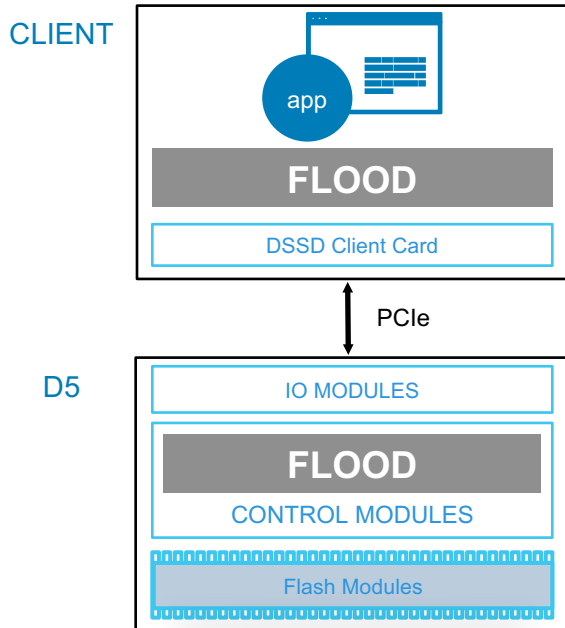 CLIENT
app
FLOOD
DSSD Client Card
PCIe
D5
IO MODULES
FLOOD
CONTROL MODULES
Flash Modules